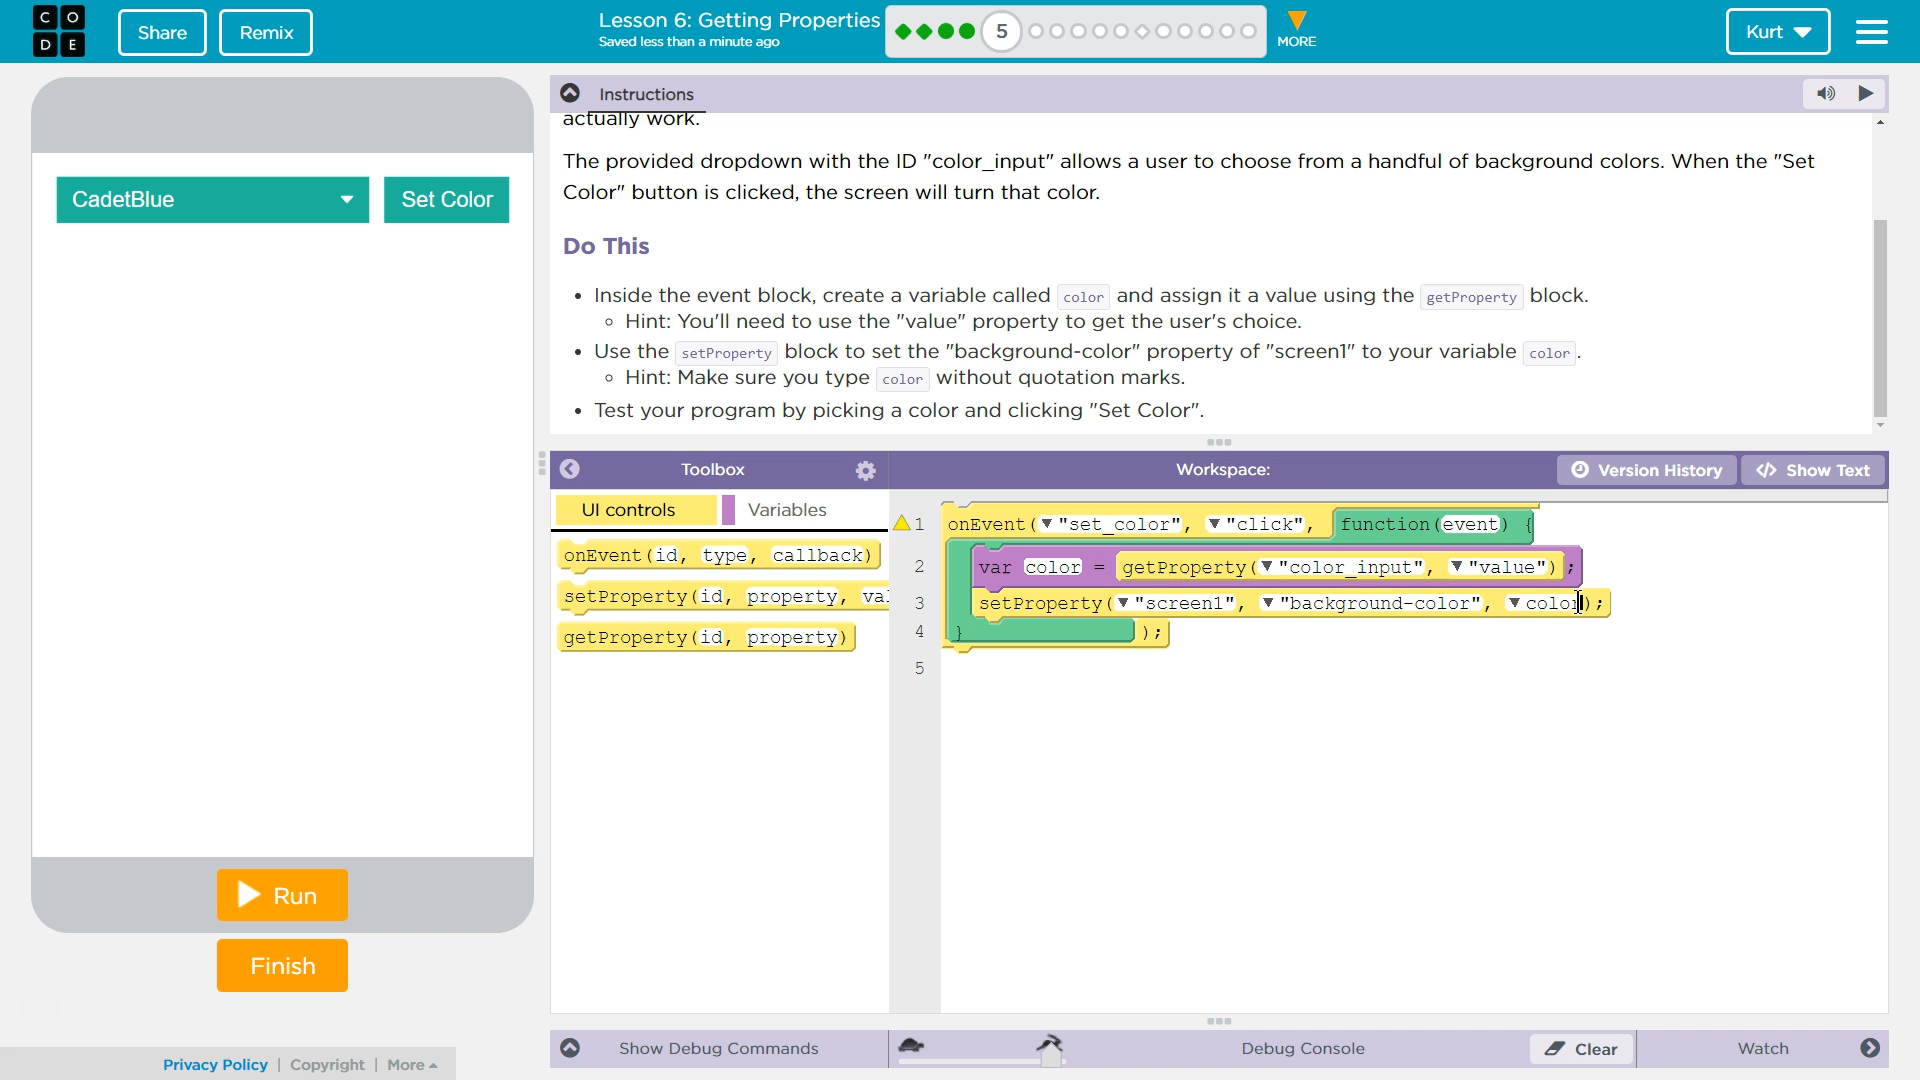 CODE
Share
Remix
Lesson 6: Getting Properties
Saved less than a minute ago
5
MORE
Kurt
Instructions
actually work.
The provided dropdown with the ID "color_input" allows a user to choose from a handful of background colors. When the "Set
Color" button is clicked, the screen will turn that color.
Do This
• Inside the event block, create a variable called color and assign it a value using the getProperty block.
Hint: You'll need to use the "value" property to get the user's choice.
• Use the setProperty block to set the "background-color" property of "screen1" to your variable color.
Hint: Make sure you type color without quotation marks.
• Test your program by picking a color and clicking "Set Color".
CadetBlue
Set Color
Run
Finish
Toolbox
UI controls
Variables
onEvent(id, type, callback)
setProperty(id, property, val
getProperty(id, property)
Workspace:
Version History
</> Show Text
1 onEvent("set_color", "click", function(event) {
2 var color = getProperty("color_input", "value");
3 setProperty("screen1", "background-color", color);
4 } );
5
Show Debug Commands
Debug Console
Clear
Watch
Privacy Policy | Copyright | More